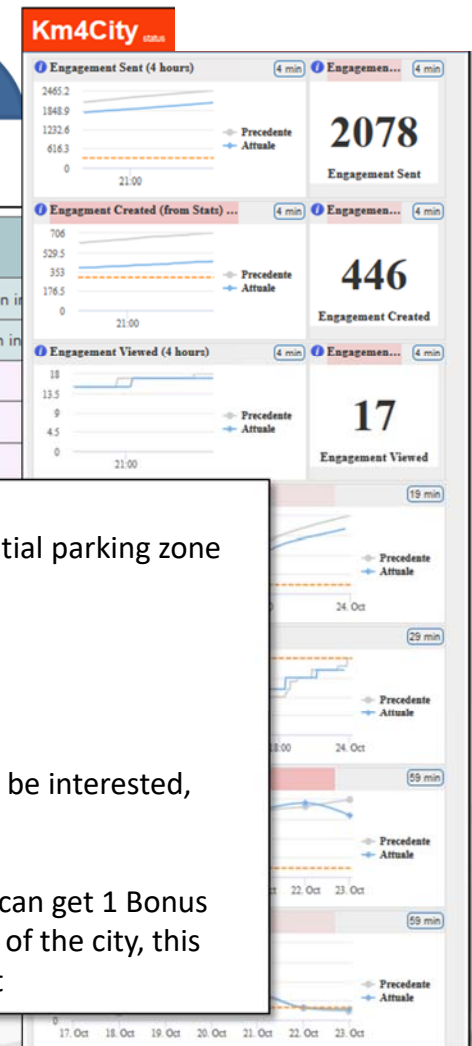 Km4City status
Engagement Sent (4 hours)
4 min
Engagemen...
4 min
2465.2
1848.9
1232.6
616.3
0
21:00
Precedente
Attuale
2078
Engagement Sent
Engagment Created (from Stats) ...
4 min
Engagemen...
4 min
706
529.5
353
176.5
0
21:00
Precedente
Attuale
446
Engagement Created
n in
Engagement Viewed (4 hours)
4 min
Engagemen...
4 min
18
13.5
9
4.5
0
21:00
Precedente
Attuale
17
Engagement Viewed
19 min
tial parking zone
Precedente
Attuale
24. Oct
29 min
Precedente
Attuale
18:00
24. Oct
59 min
be interested,
Precedente
Attuale
22. Oct
23. Oct
can get 1 Bonus
59 min
of the city, this
Precedente
Attuale
0
17. Oct
18. Oct
19. Oct
20. Oct
21. Oct
22. Oct
23. Oct